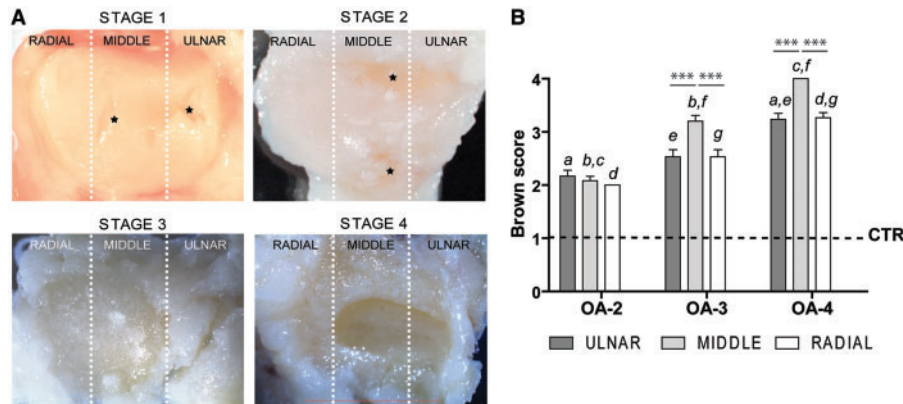 A
STAGE 1
RADIAL MIDDLE ULNAR
STAGE 2
RADIAL MIDDLE ULNAR
STAGE 3
RADIAL MIDDLE ULNAR
STAGE 4
RADIAL MIDDLE ULNAR
B
*** ***
*** ***
c,f
a,e d,g
b,f
e g
a b,c d
4
3
2
1
0
Brown score
CTR
OA-2 OA-3 OA-4
ULNAR MIDDLE RADIAL